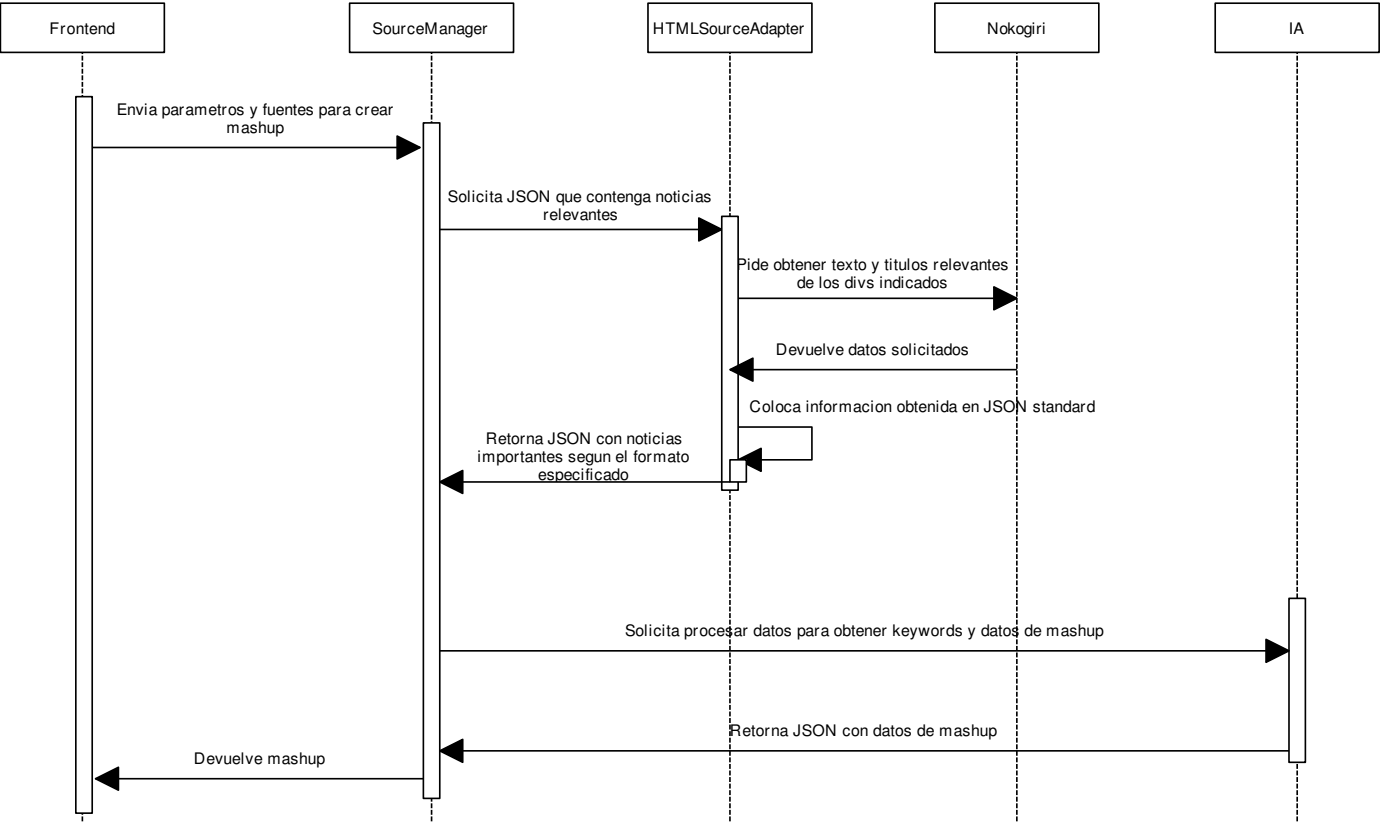 Frontend
SourceManager
HTMLSourceAdapter
Nokogiri
IA
Envia parametros y fuentes para crear
mashup
Solicita JSON que contenga noticias
relevantes
Pide obtener texto y titulos relevantes
de los divs indicados
Devuelve datos solicitados
Coloca informacion obtenida en JSON standard
Retorna JSON con noticias
importantes segun el formato
especificado
Solicita procesar datos para obtener keywords y datos de mashup
Retorna JSON con datos de mashup
Devuelve mashup